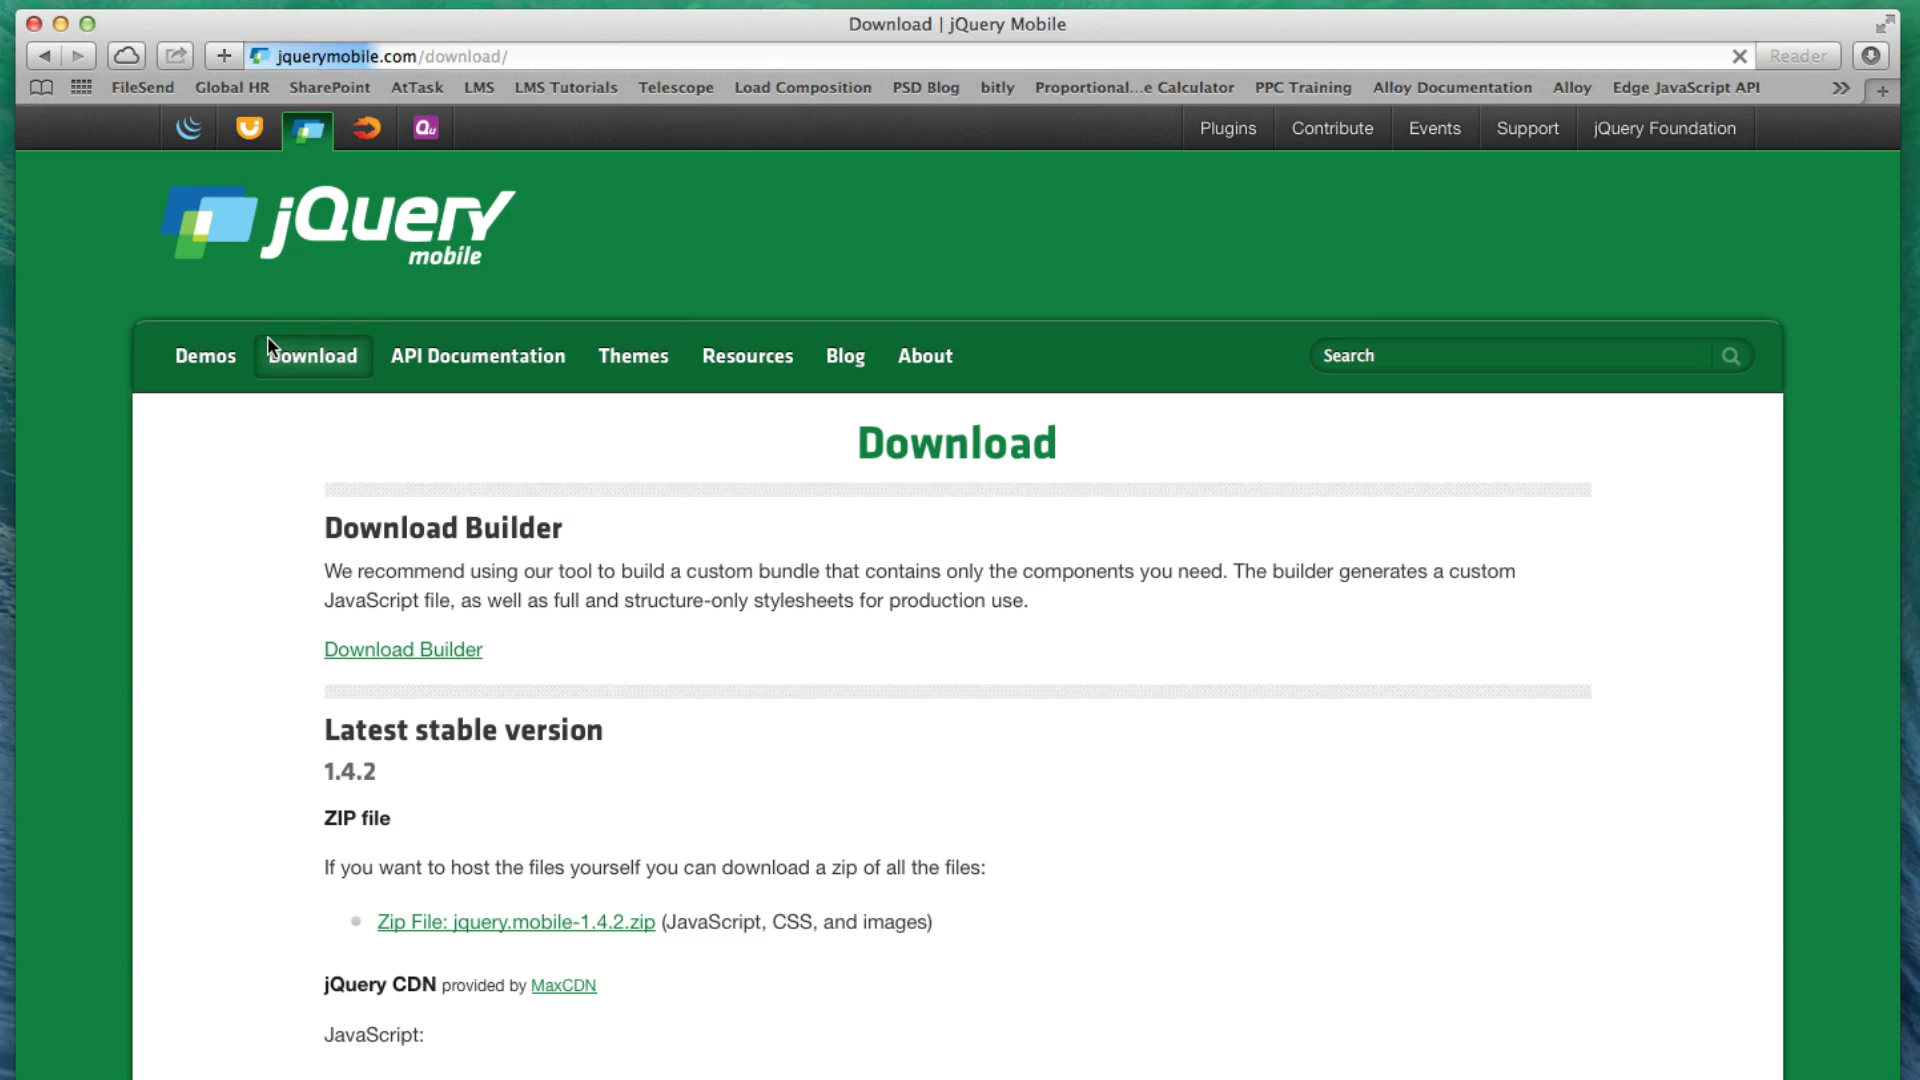 Download | jQuery Mobile
jquerymobile.com/download/
Reader
FileSend Global HR SharePoint AtTask LMS LMS Tutorials Telescope Load Composition PSD Blog bitly Proportional...e Calculator PPC Training Alloy Documentation Alloy Edge JavaScript API
Qu Plugins Contribute Events Support jQuery Foundation
jQuery
mobile
Demos Download API Documentation Themes Resources Blog About Search
Download
Download Builder
We recommend using our tool to build a custom bundle that contains only the components you need. The builder generates a custom
JavaScript file, as well as full and structure-only stylesheets for production use.
Download Builder
Latest stable version
1.4.2
ZIP file
If you want to host the files yourself you can download a zip of all the files:
Zip File: jquery.mobile-1.4.2.zip (JavaScript, CSS, and images)
jQuery CDN provided by MaxCDN
JavaScript: